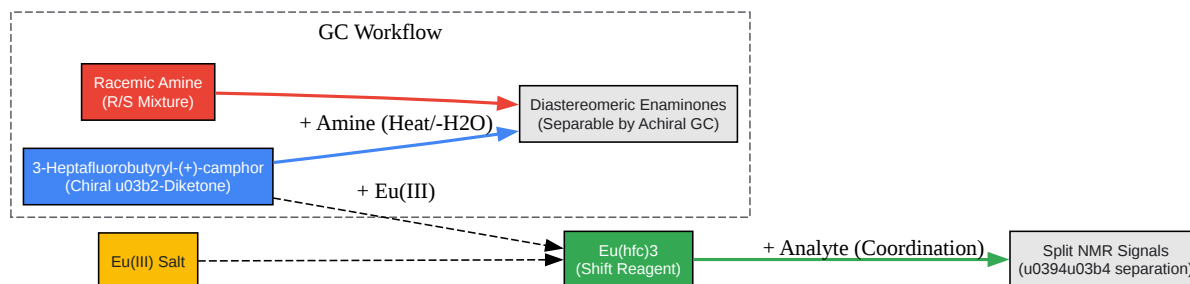 GC Workflow
Racemic Amine
(R/S Mixture)
Diastereomeric Enaminones
(Separable by Achiral GC)
+ Amine (Heat/-H2O)
3-Heptafluorobutyryl-(+)-camphor
(Chiral u03b2-Diketone)
+ Eu(III)
Eu(III) Salt
Eu(hfc)3
(Shift Reagent)
+ Analyte (Coordination)
Split NMR Signals
(u0394u03b4 separation)